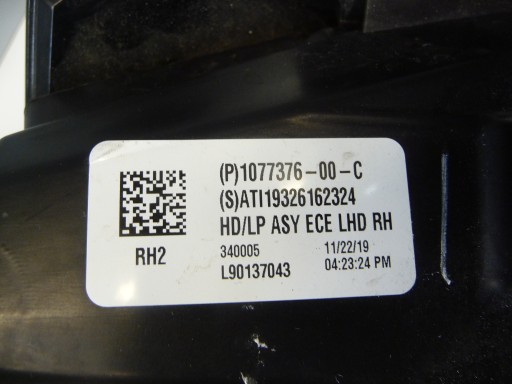 (P)1077376-00-C
(S)ATI19326162324
HD/LP ASY ECE LHD RH
RH2 340005 11/22/19
L90137043 04:23:24 PM